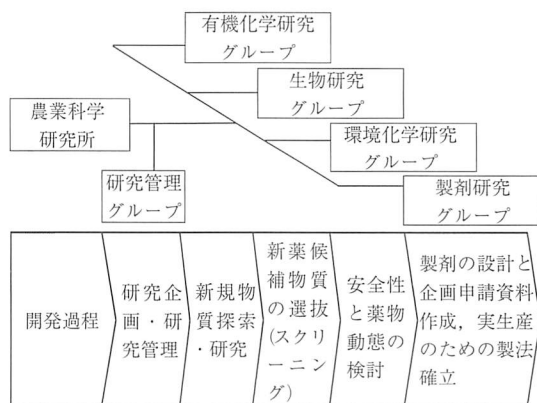 有機化学研究
グループ
生物研究
グループ
農業科学
研究所
環境化学研究
グループ
研究管理
グループ
製剤研究
グループ
開発過程
研究企
画・研
究管理
新規物
質探索
・研究
新薬候
補物質
の選抜
(スクリ
ーニン
グ)
安全性
と薬物
動態の
検討
製剤の設計と
企画申請資料
作成，実生産
のための製法
確立